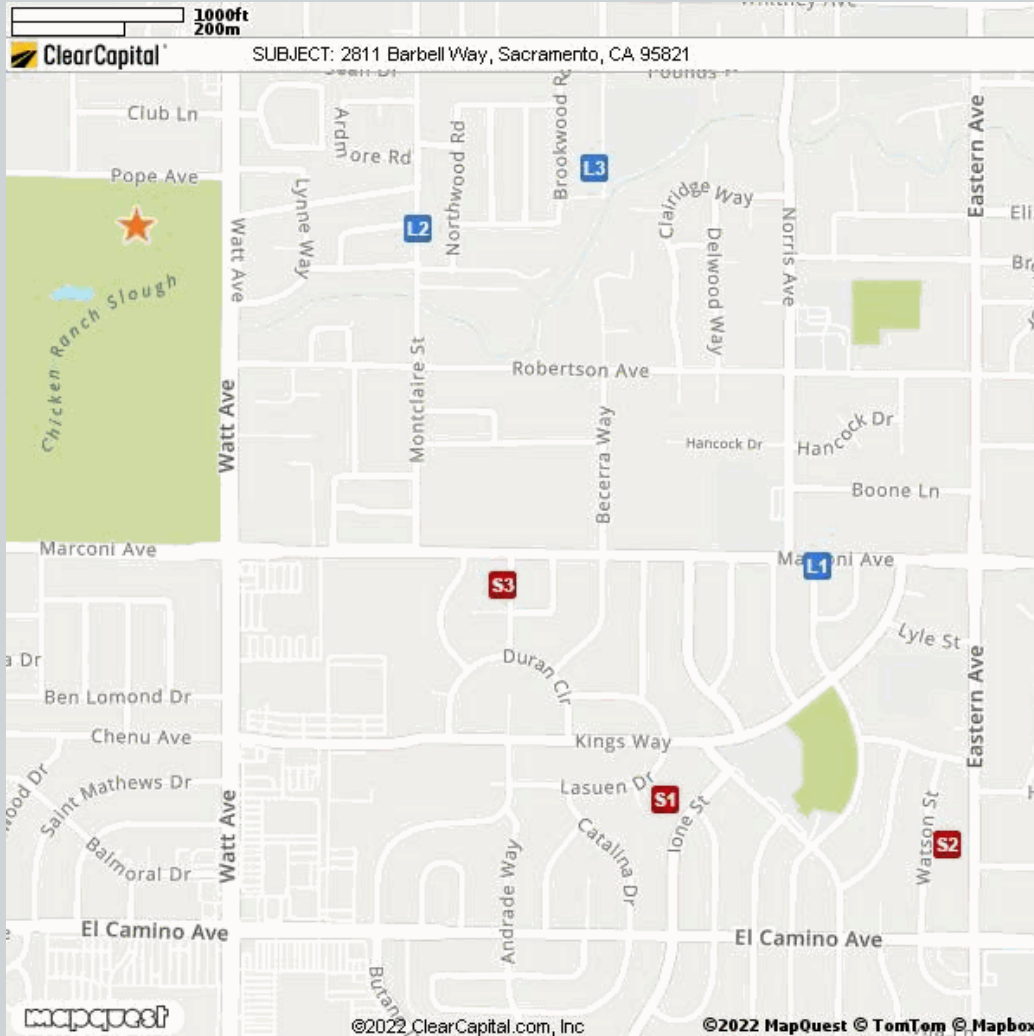 Whitney Ave
1000ft
200m
ClearCapital
SUBJECT: 2811 Barbell Way, Sacramento, CA 95821
Club Ln
Ardmore Rd
Northwood Rd
Brookwood Rd
Eastern Ave
Pope Ave
L3
Lynne Way
Clairidge Way
L2
Watt Ave
Delwood Way
Norris Ave
Chicken Ranch Slough
Montclaire St
Robertson Ave
Watt Ave
Becerra Way
Hancock Dr
Hancock Dr
Boone Ln
Marconi Ave
Marconi Ave
L1
S3
Lyle St
Duran Cir
Ben Lomond Dr
Eastern Ave
Chenu Ave
Kings Way
Saint Mathews Dr
Lasuen Dr
S1
Ione St
Watt Ave
Catalina Dr
Watson St
S2
Balmoral Dr
Andrade Way
El Camino Ave
El Camino Ave
mapquest
©2022 ClearCapital.com, Inc
©2022 MapQuest © TomTom © Mapbox